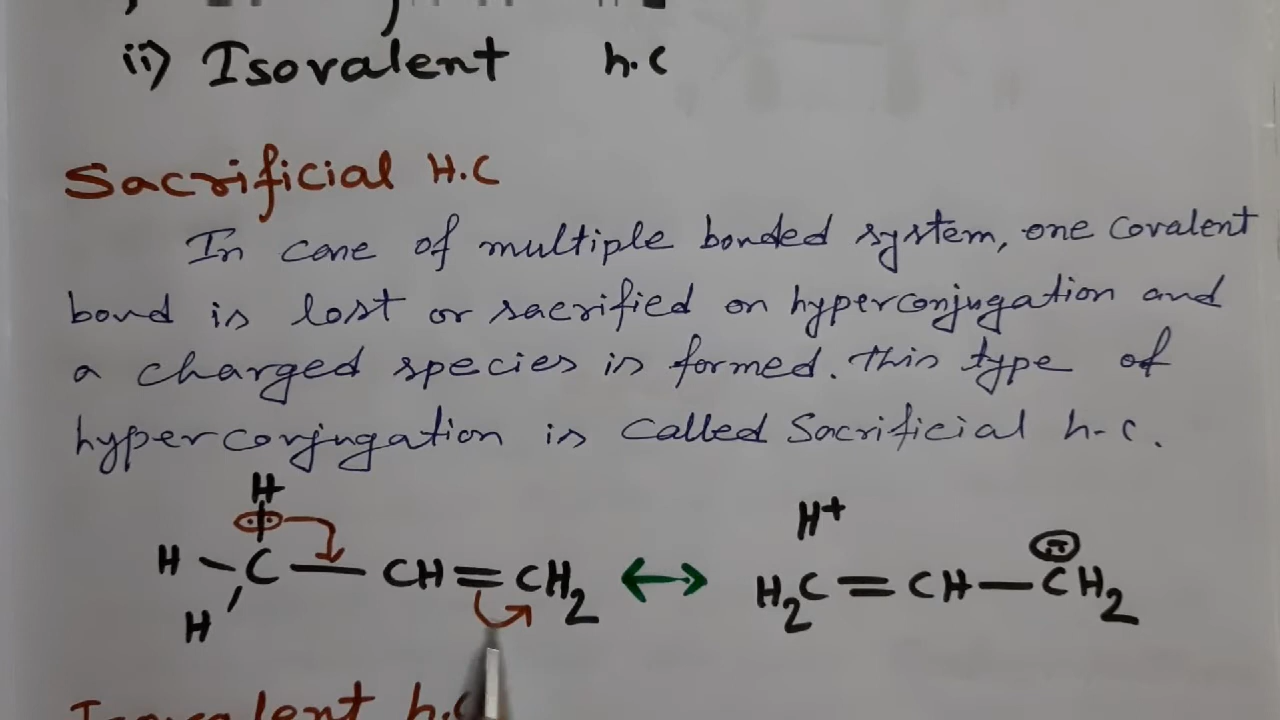 ii) Isovalent h.c
Sacrificial H.C
In case of multiple bonded system, one covalent
bond is lost or sacrified on hyperconjugation and
a charged species is formed. This type of
hyperconjugation is called Sacrificial h-c.
H
H - C — CH = CH2 ↔ H2C = CH — CH2
H
H+
Isovalent h.c